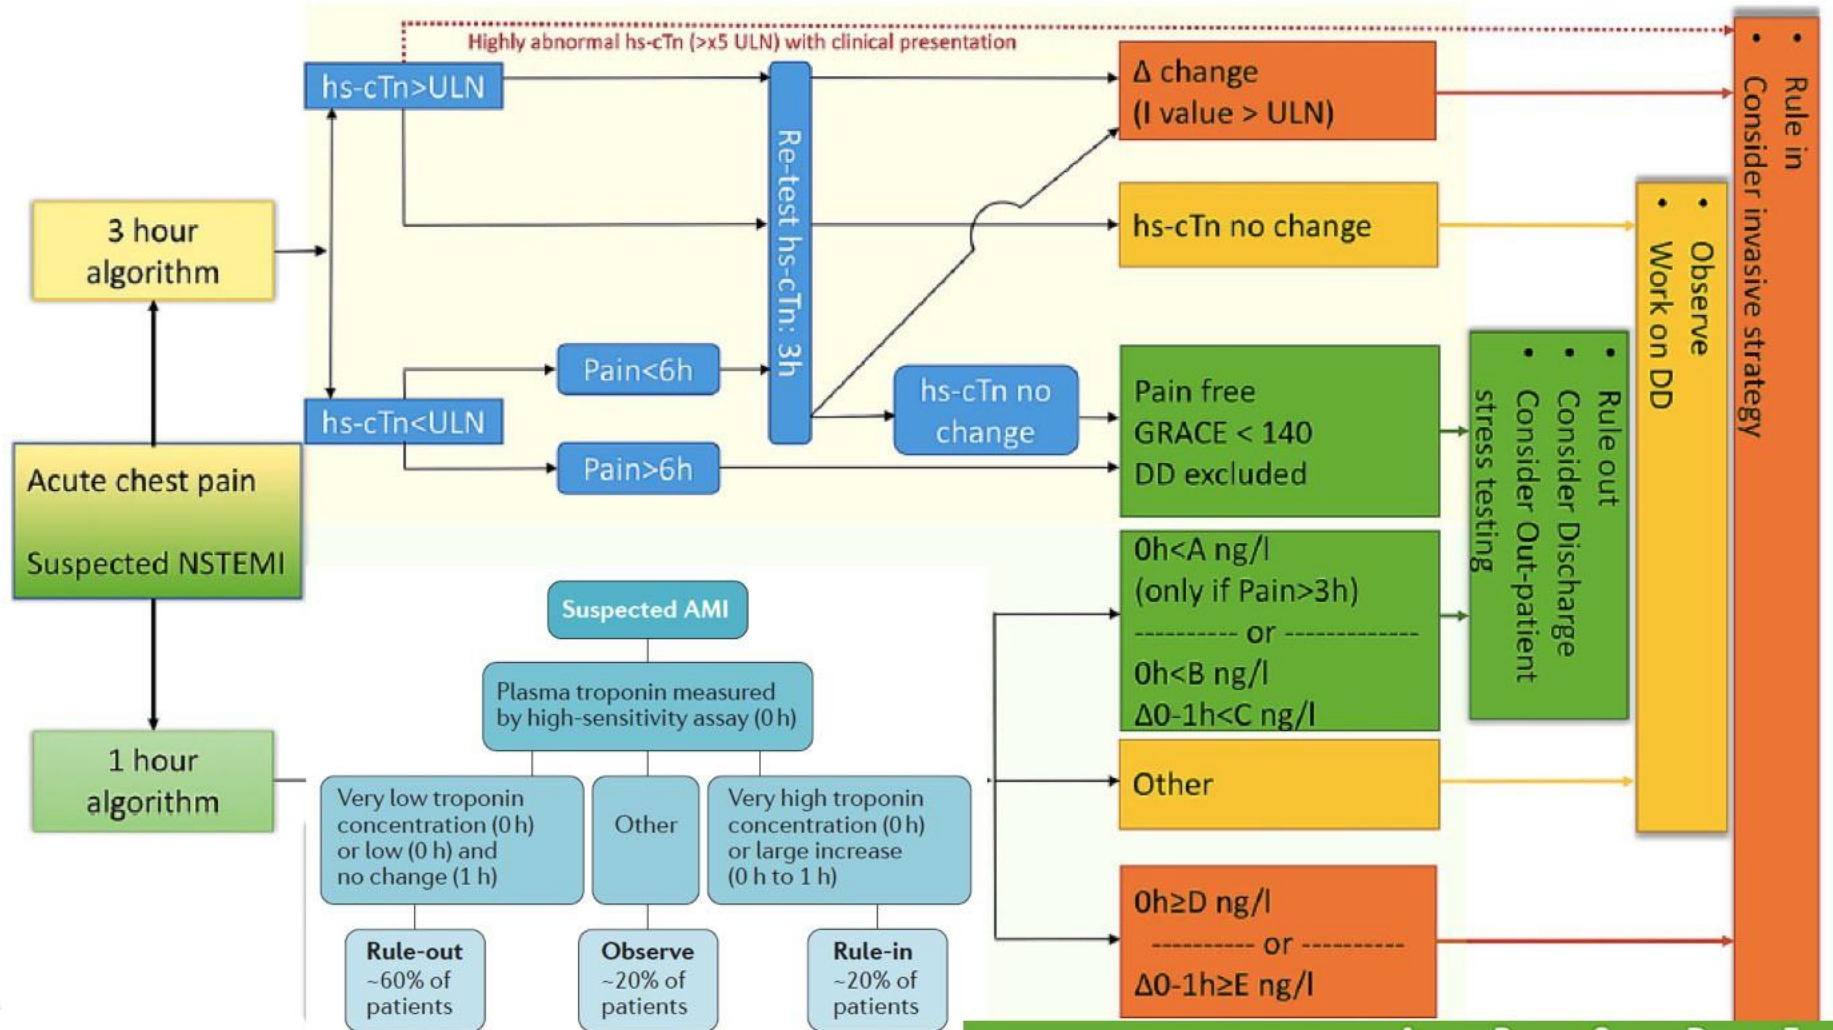 Highly abnormal hs-cTn (>x5 ULN) with clinical presentation
hs-cTn>ULN
Re-test hs-cTn: 3h
Δ change
(I value > ULN)
• Rule in
• Consider invasive strategy
3 hour
algorithm
hs-cTn no change
• Observe
• Work on DD
Pain<6h
hs-cTn<ULN
Pain>6h
hs-cTn no
change
Pain free
GRACE < 140
DD excluded
• Rule out
• Consider Discharge
• Consider Out-patient
stress testing
Acute chest pain
Suspected NSTEMI
0h<A ng/l
(only if Pain>3h)
---------- or -------------
0h<B ng/l
Δ0-1h<C ng/l
1 hour
algorithm
Suspected AMI
Plasma troponin measured
by high-sensitivity assay (0 h)
Very low troponin
concentration (0 h)
or low (0 h) and
no change (1 h)
Other
Very high troponin
concentration (0 h)
or large increase
(0 h to 1 h)
Rule-out
~60% of
patients
Observe
~20% of
patients
Rule-in
~20% of
patients
Other
0h≥D ng/l
---------- or ----------
Δ0-1h≥E ng/l